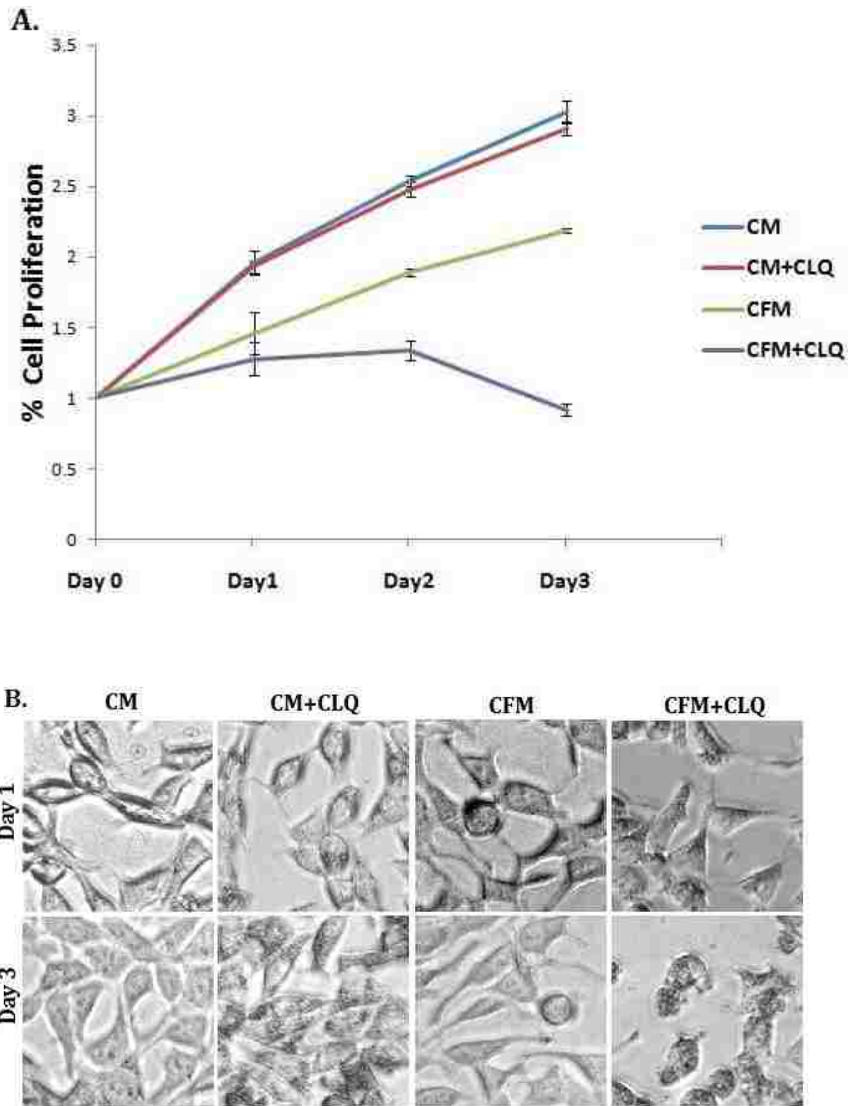 A.
3.5
3
2.5
2
1.5
1
0.5
0
% Cell Proliferation
Day 0 Day1 Day2 Day3
CM
CM+CLQ
CFM
CFM+CLQ
B.
CM CM+CLQ CFM CFM+CLQ
Day 1
Day 3